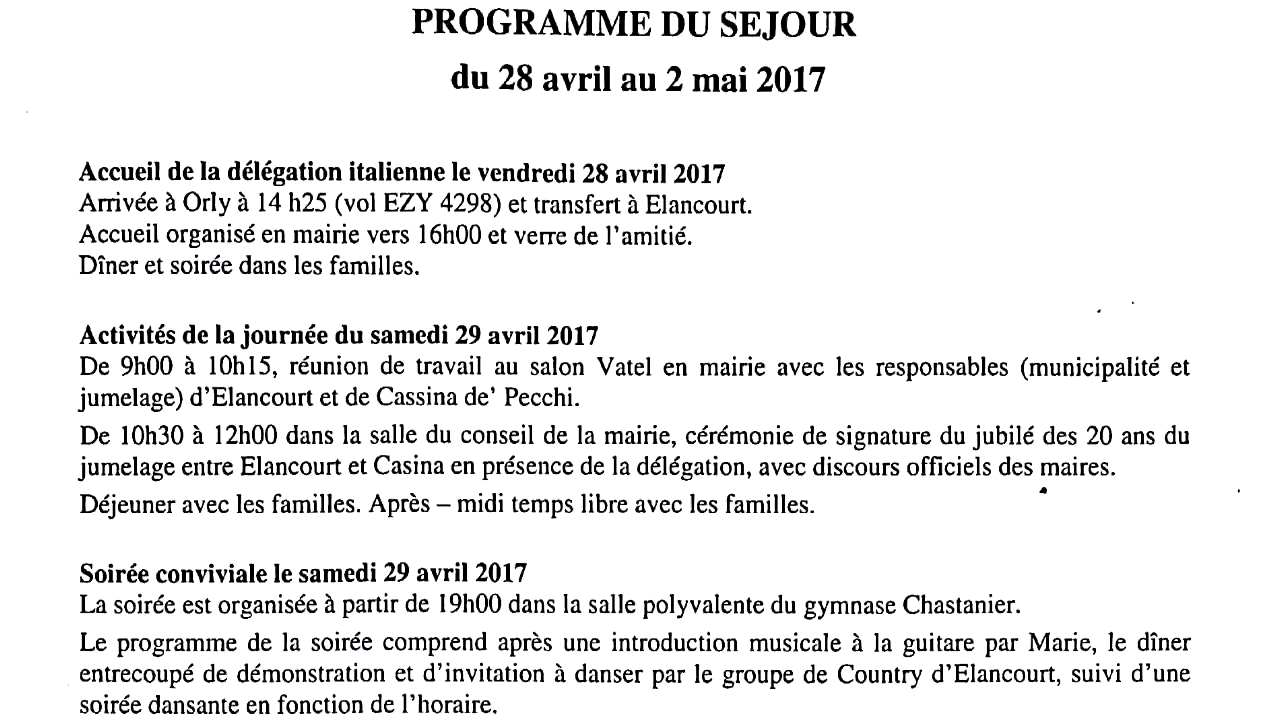 PROGRAMME DU SEJOUR
du 28 avril au 2 mai 2017
Accueil de la délégation italienne le vendredi 28 avril 2017
Arrivée à Orly à 14 h25 (vol EZY 4298) et transfert à Elancourt.
Accueil organisé en mairie vers 16h00 et verre de l'amitié.
Dîner et soirée dans les familles.
Activités de la journée du samedi 29 avril 2017
De 9h00 à 10h15, réunion de travail au salon Vatel en mairie avec les responsables (municipalité et
jumelage) d'Elancourt et de Cassina de' Pecchi.
De 10h30 à 12h00 dans la salle du conseil de la mairie, cérémonie de signature du jubilé des 20 ans du
jumelage entre Elancourt et Casina en présence de la délégation, avec discours officiels des maires.
Déjeuner avec les familles. Après – midi temps libre avec les familles.
Soirée conviviale le samedi 29 avril 2017
La soirée est organisée à partir de 19h00 dans la salle polyvalente du gymnase Chastanier.
Le programme de la soirée comprend après une introduction musicale à la guitare par Marie, le dîner
entrecoupé de démonstration et d'invitation à danser par le groupe de Country d'Elancourt, suivi d'une
soirée dansante en fonction de l'horaire.